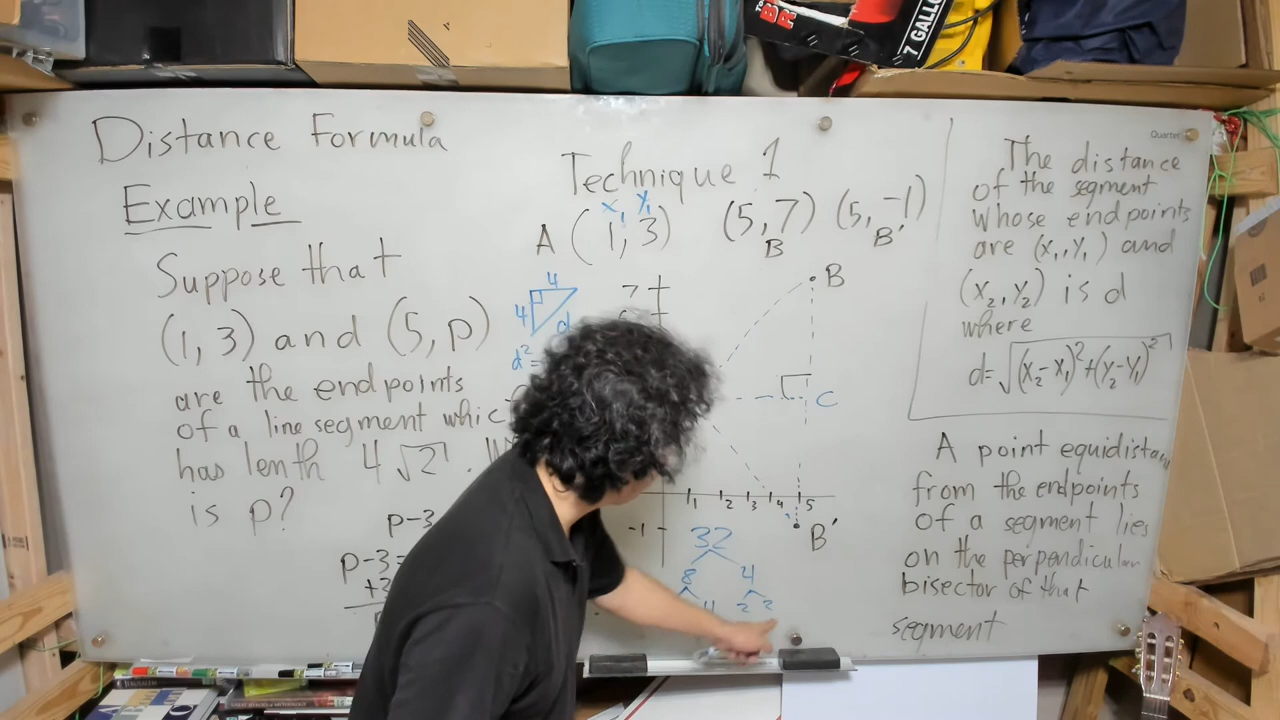 7 GALLO
Quarter
Distance Formula
Example
Suppose that
(1, 3) and (5, p)
are the endpoints
of a line segment
has lenth 4 √2 .
is p?
p-3
p-3=
Technique 1
x, y,
A (1, 3) (5, 7) (5, -1)
B B'
4
4
d
d²=
7
B
C
1 2 3 4 5
-1
B'
32
8 4
2 2
The distance
of the segment
whose endpoints
are (x₁, y₁) and
(x₂, y₂) is d
where
d=√(x₂-x₁)²+(y₂-y₁)²
A point equidistan
from the endpoints
of a segment lies
on the perpendicular
bisector of that
segment